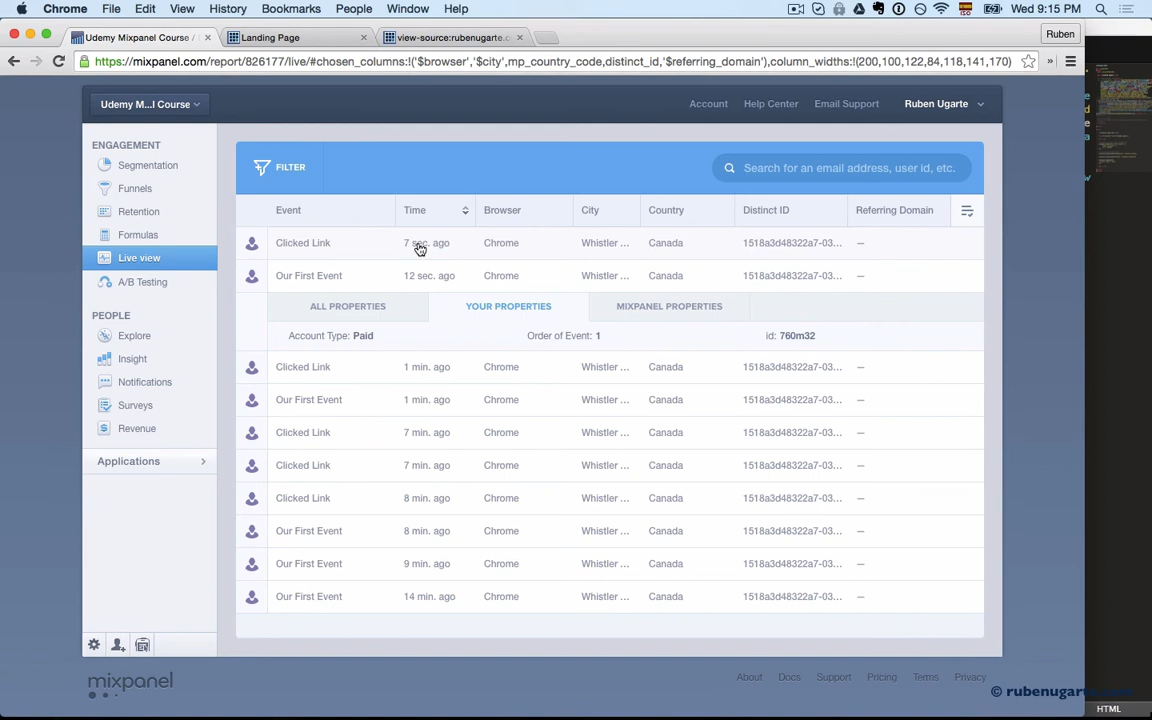 Chrome File Edit View History Bookmarks People Window Help Wed 9:15 PM
Udemy Mixpanel Course / Landing Page view-source:rubenugarte.c Ruben
https://mixpanel.com/report/826177/live/#chosen_columns:!('$browser','$city',mp_country_code,distinct_id,'$referring_domain'),column_widths:!(200,100,122,84,118,141,170) »
Udemy M...l Course Account Help Center Email Support Ruben Ugarte
ENGAGEMENT
Segmentation
Funnels
Retention
Formulas
Live view
A/B Testing
PEOPLE
Explore
Insight
Notifications
Surveys
Revenue
Applications
FILTER Search for an email address, user id, etc.
Event Time Browser City Country Distinct ID Referring Domain
Clicked Link 7 sec. ago Chrome Whistler ... Canada 1518a3d48322a7-03... —
Our First Event 12 sec. ago Chrome Whistler ... Canada 1518a3d48322a7-03... —
ALL PROPERTIES YOUR PROPERTIES MIXPANEL PROPERTIES
Account Type: Paid Order of Event: 1 id: 760m32
Clicked Link 1 min. ago Chrome Whistler ... Canada 1518a3d48322a7-03... —
Our First Event 1 min. ago Chrome Whistler ... Canada 1518a3d48322a7-03... —
Clicked Link 7 min. ago Chrome Whistler ... Canada 1518a3d48322a7-03... —
Clicked Link 7 min. ago Chrome Whistler ... Canada 1518a3d48322a7-03... —
Clicked Link 8 min. ago Chrome Whistler ... Canada 1518a3d48322a7-03... —
Our First Event 8 min. ago Chrome Whistler ... Canada 1518a3d48322a7-03... —
Our First Event 9 min. ago Chrome Whistler ... Canada 1518a3d48322a7-03... —
Our First Event 14 min. ago Chrome Whistler ... Canada 1518a3d48322a7-03... —
mixpanel
About Docs Support Pricing Terms Privacy
© rubenugarte.com
HTML